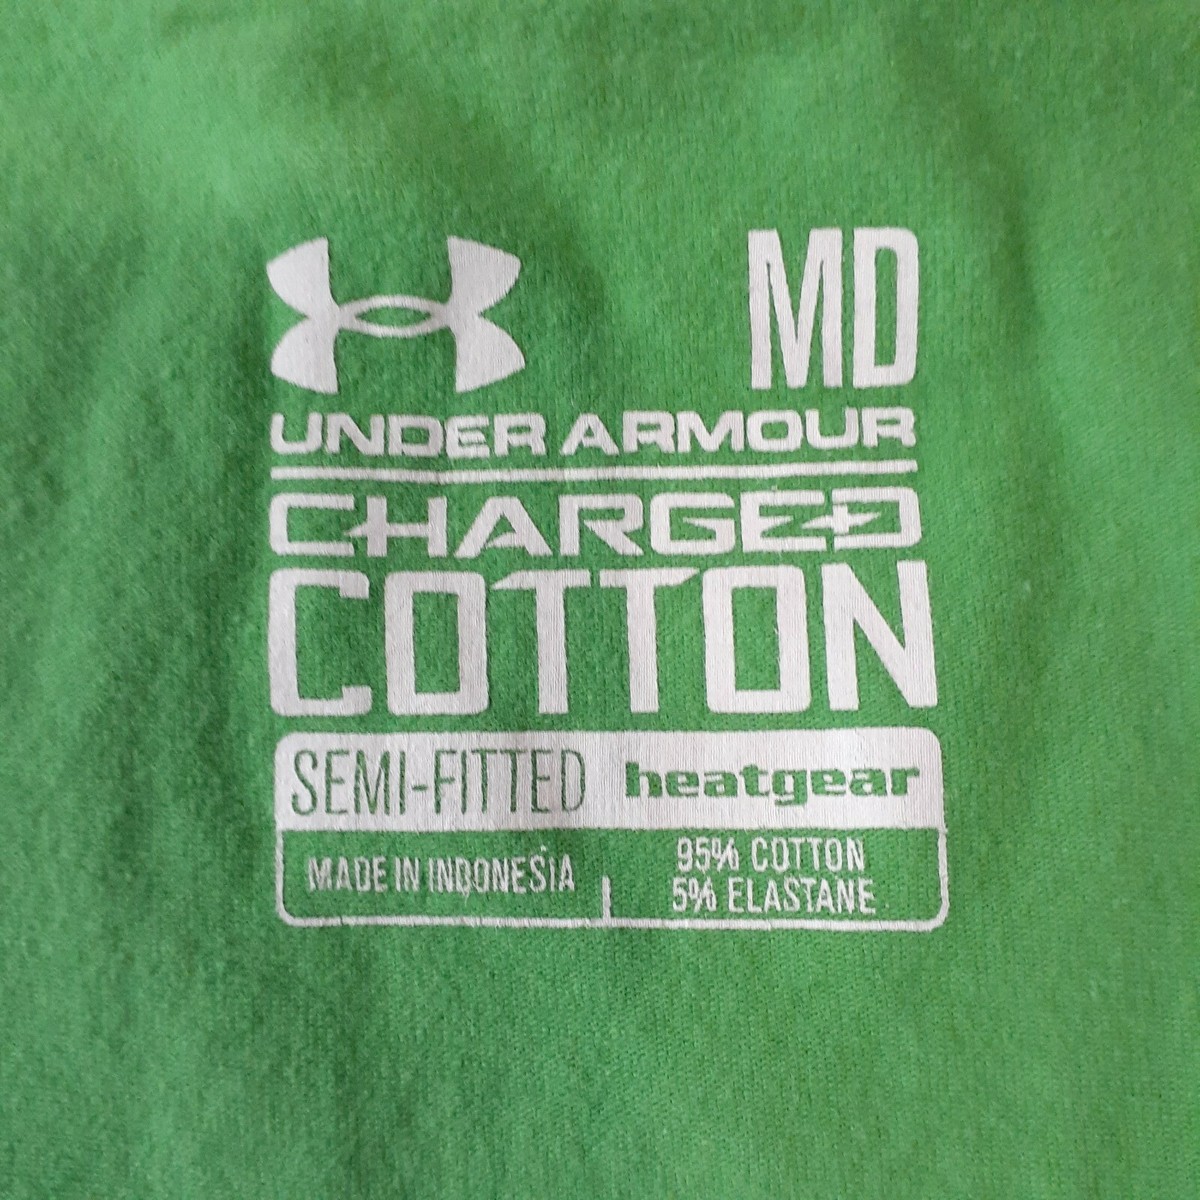 MD
UNDER ARMOUR
CHARGED
COTTON
SEMI-FITTED heatgear
MADE IN INDONESIA
95% COTTON
5% ELASTANE